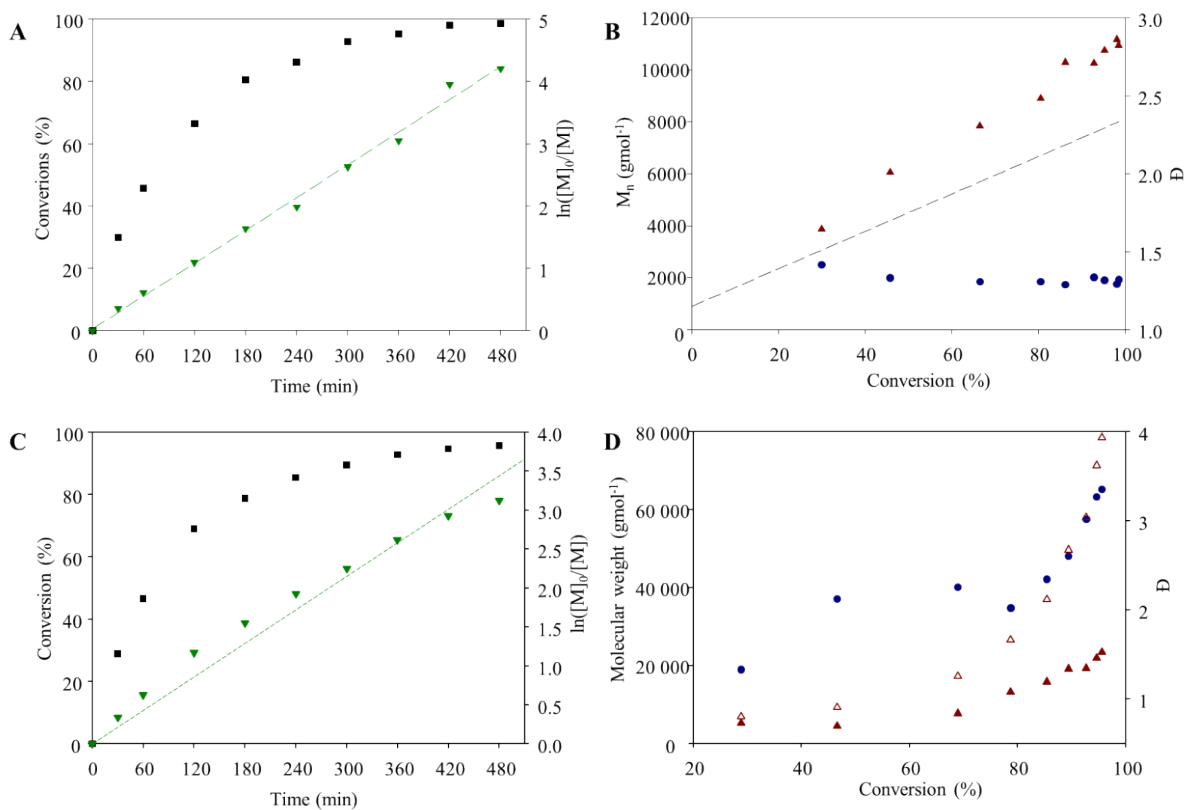 A
100
80
60
40
20
0
Converions (%)
0 60 120 180 240 300 360 420 480
Time (min)
5
4
3
2
1
0
ln([M]₀/[M])
B
12000
10000
8000
6000
4000
2000
0
Mₙ (gmol⁻¹)
0 20 40 60 80 100
Conversion (%)
3.0
2.5
2.0
1.5
1.0
Đ
C
100
80
60
40
20
0
Conversion (%)
0 60 120 180 240 300 360 420 480
Time (min)
4.0
3.5
3.0
2.5
2.0
1.5
1.0
0.5
0.0
ln([M]₀/[M])
D
80 000
60 000
40 000
20 000
0
Molecular weight (gmol⁻¹)
20 40 60 80 100
Conversion (%)
4
3
2
1
Đ